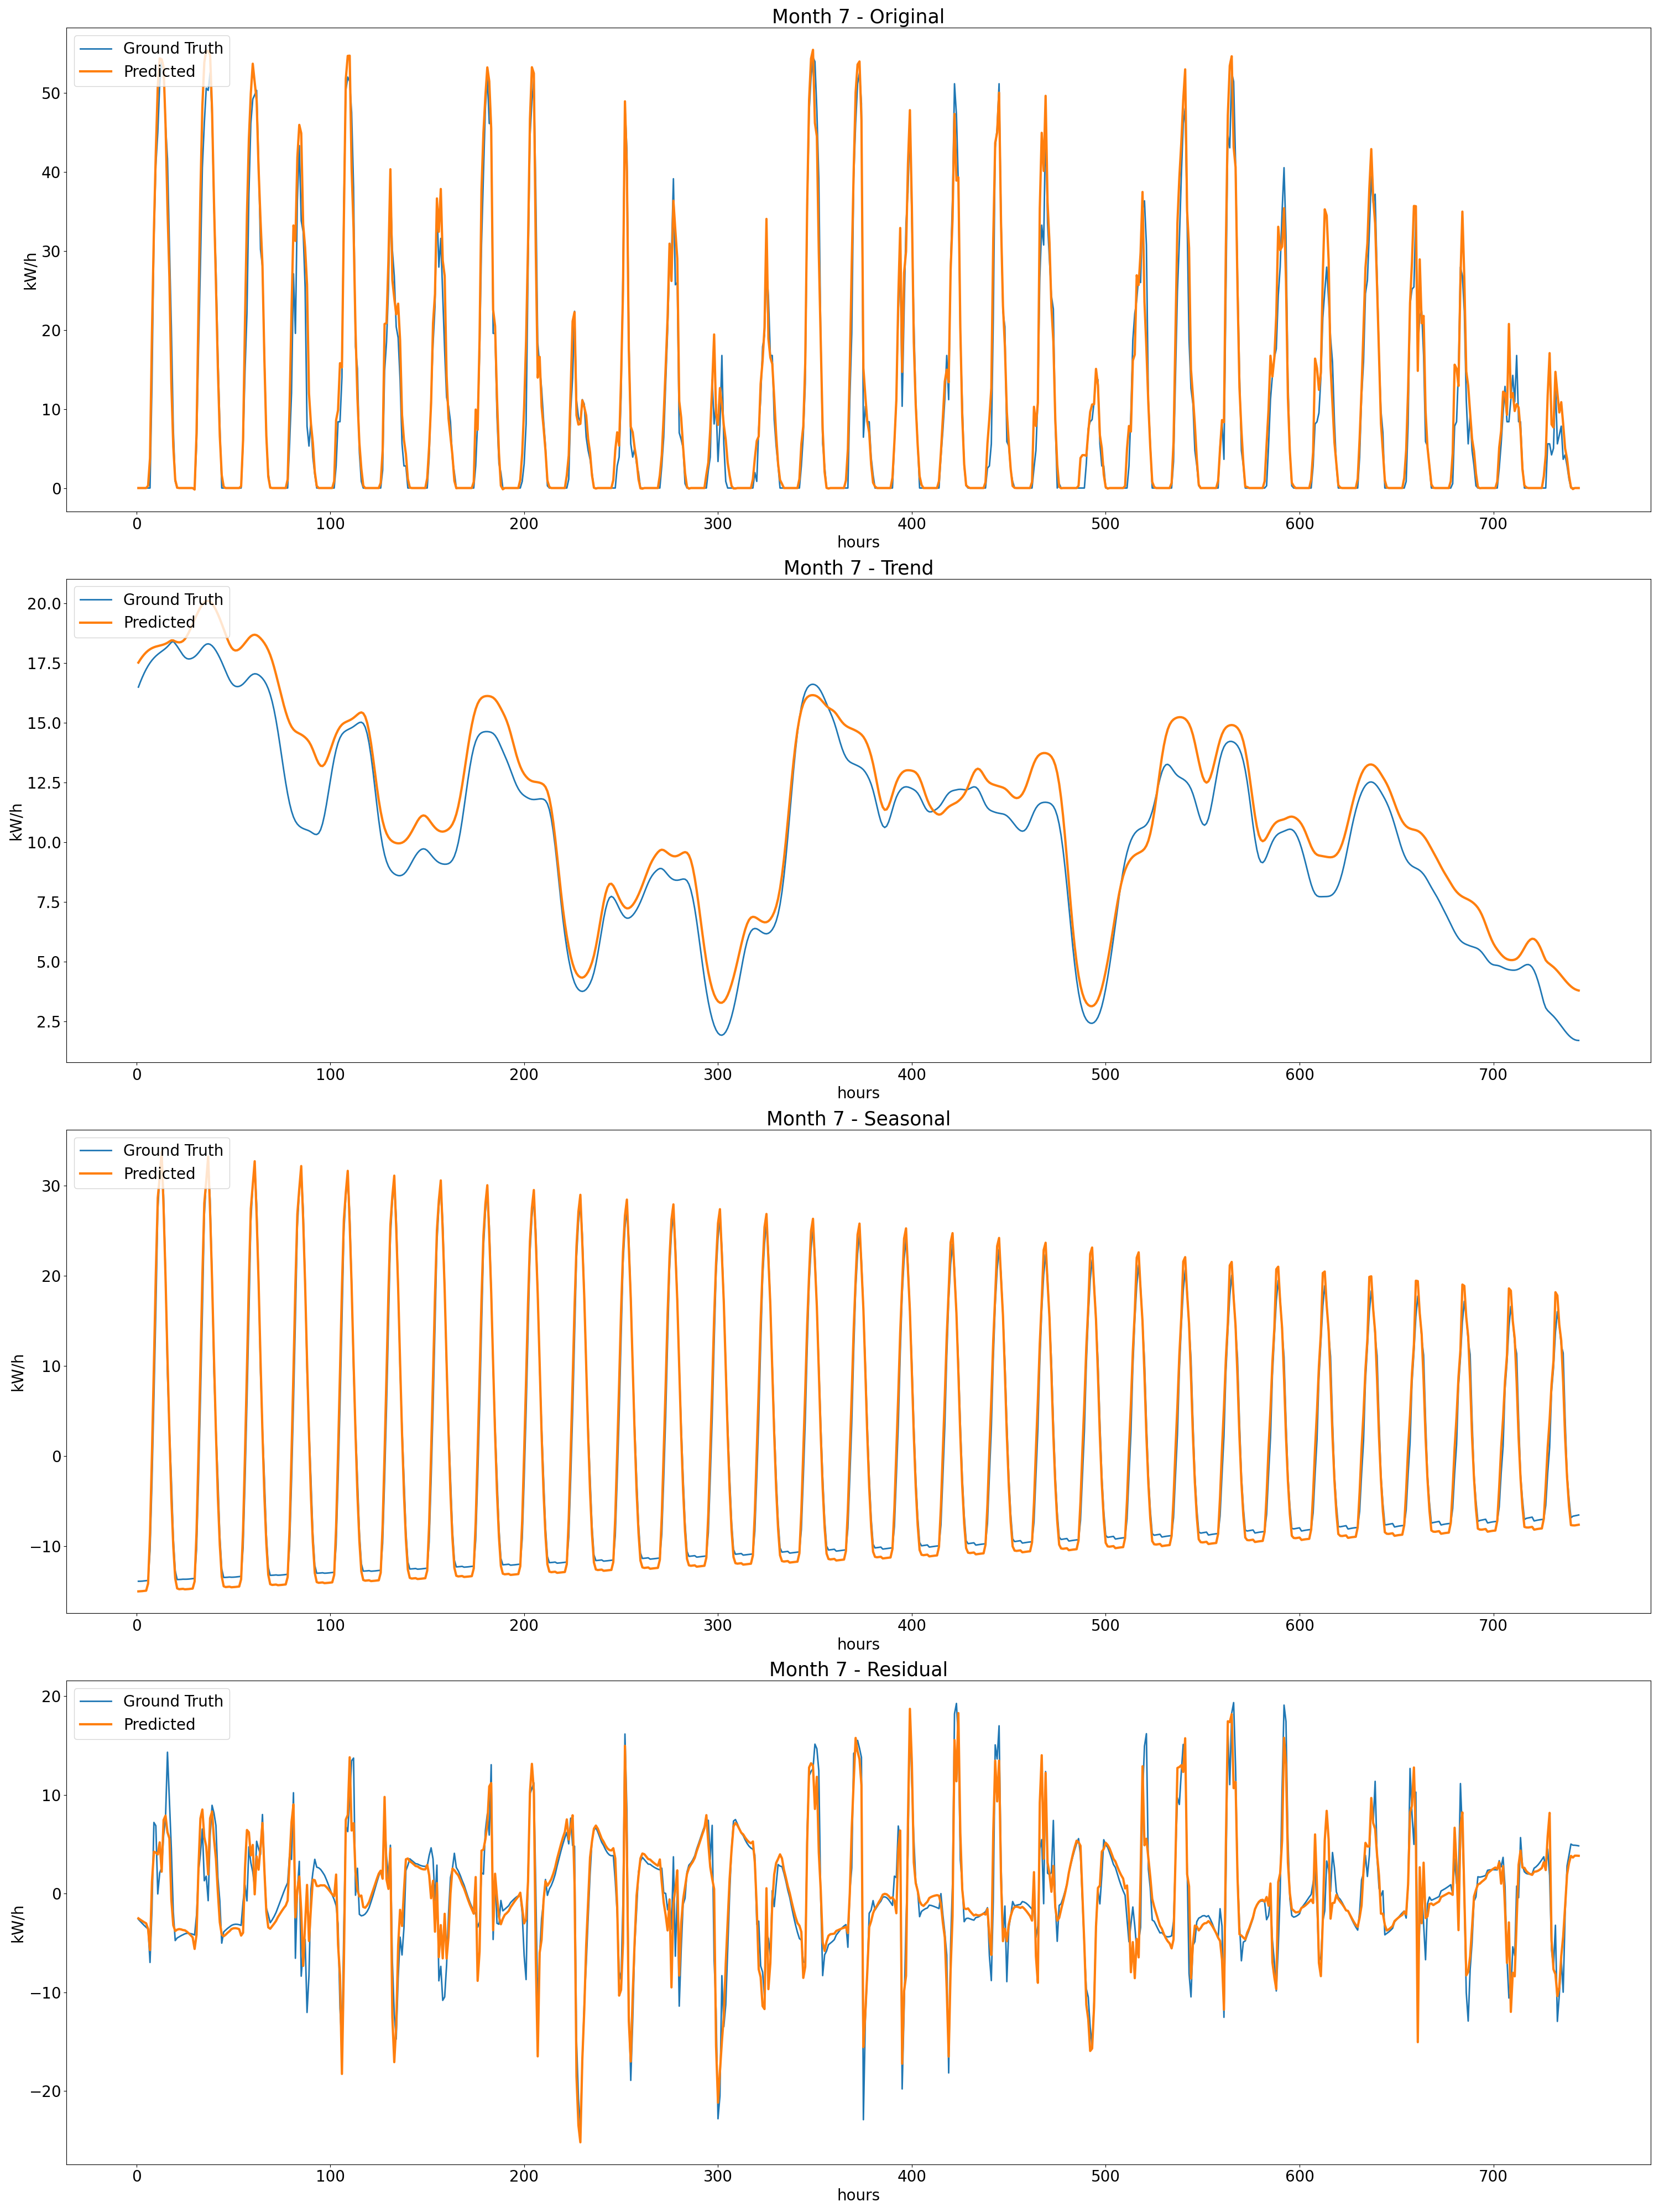 Month 7 - Original
Ground Truth
Predicted
kW/h
50
40
30
20
10
0
0 100 200 300 400 500 600 700
hours
Month 7 - Trend
Ground Truth
Predicted
kW/h
20.0
17.5
15.0
12.5
10.0
7.5
5.0
2.5
0 100 200 300 400 500 600 700
hours
Month 7 - Seasonal
Ground Truth
Predicted
kW/h
30
20
10
0
−10
0 100 200 300 400 500 600 700
hours
Month 7 - Residual
Ground Truth
Predicted
kW/h
20
10
0
−10
−20
0 100 200 300 400 500 600 700
hours